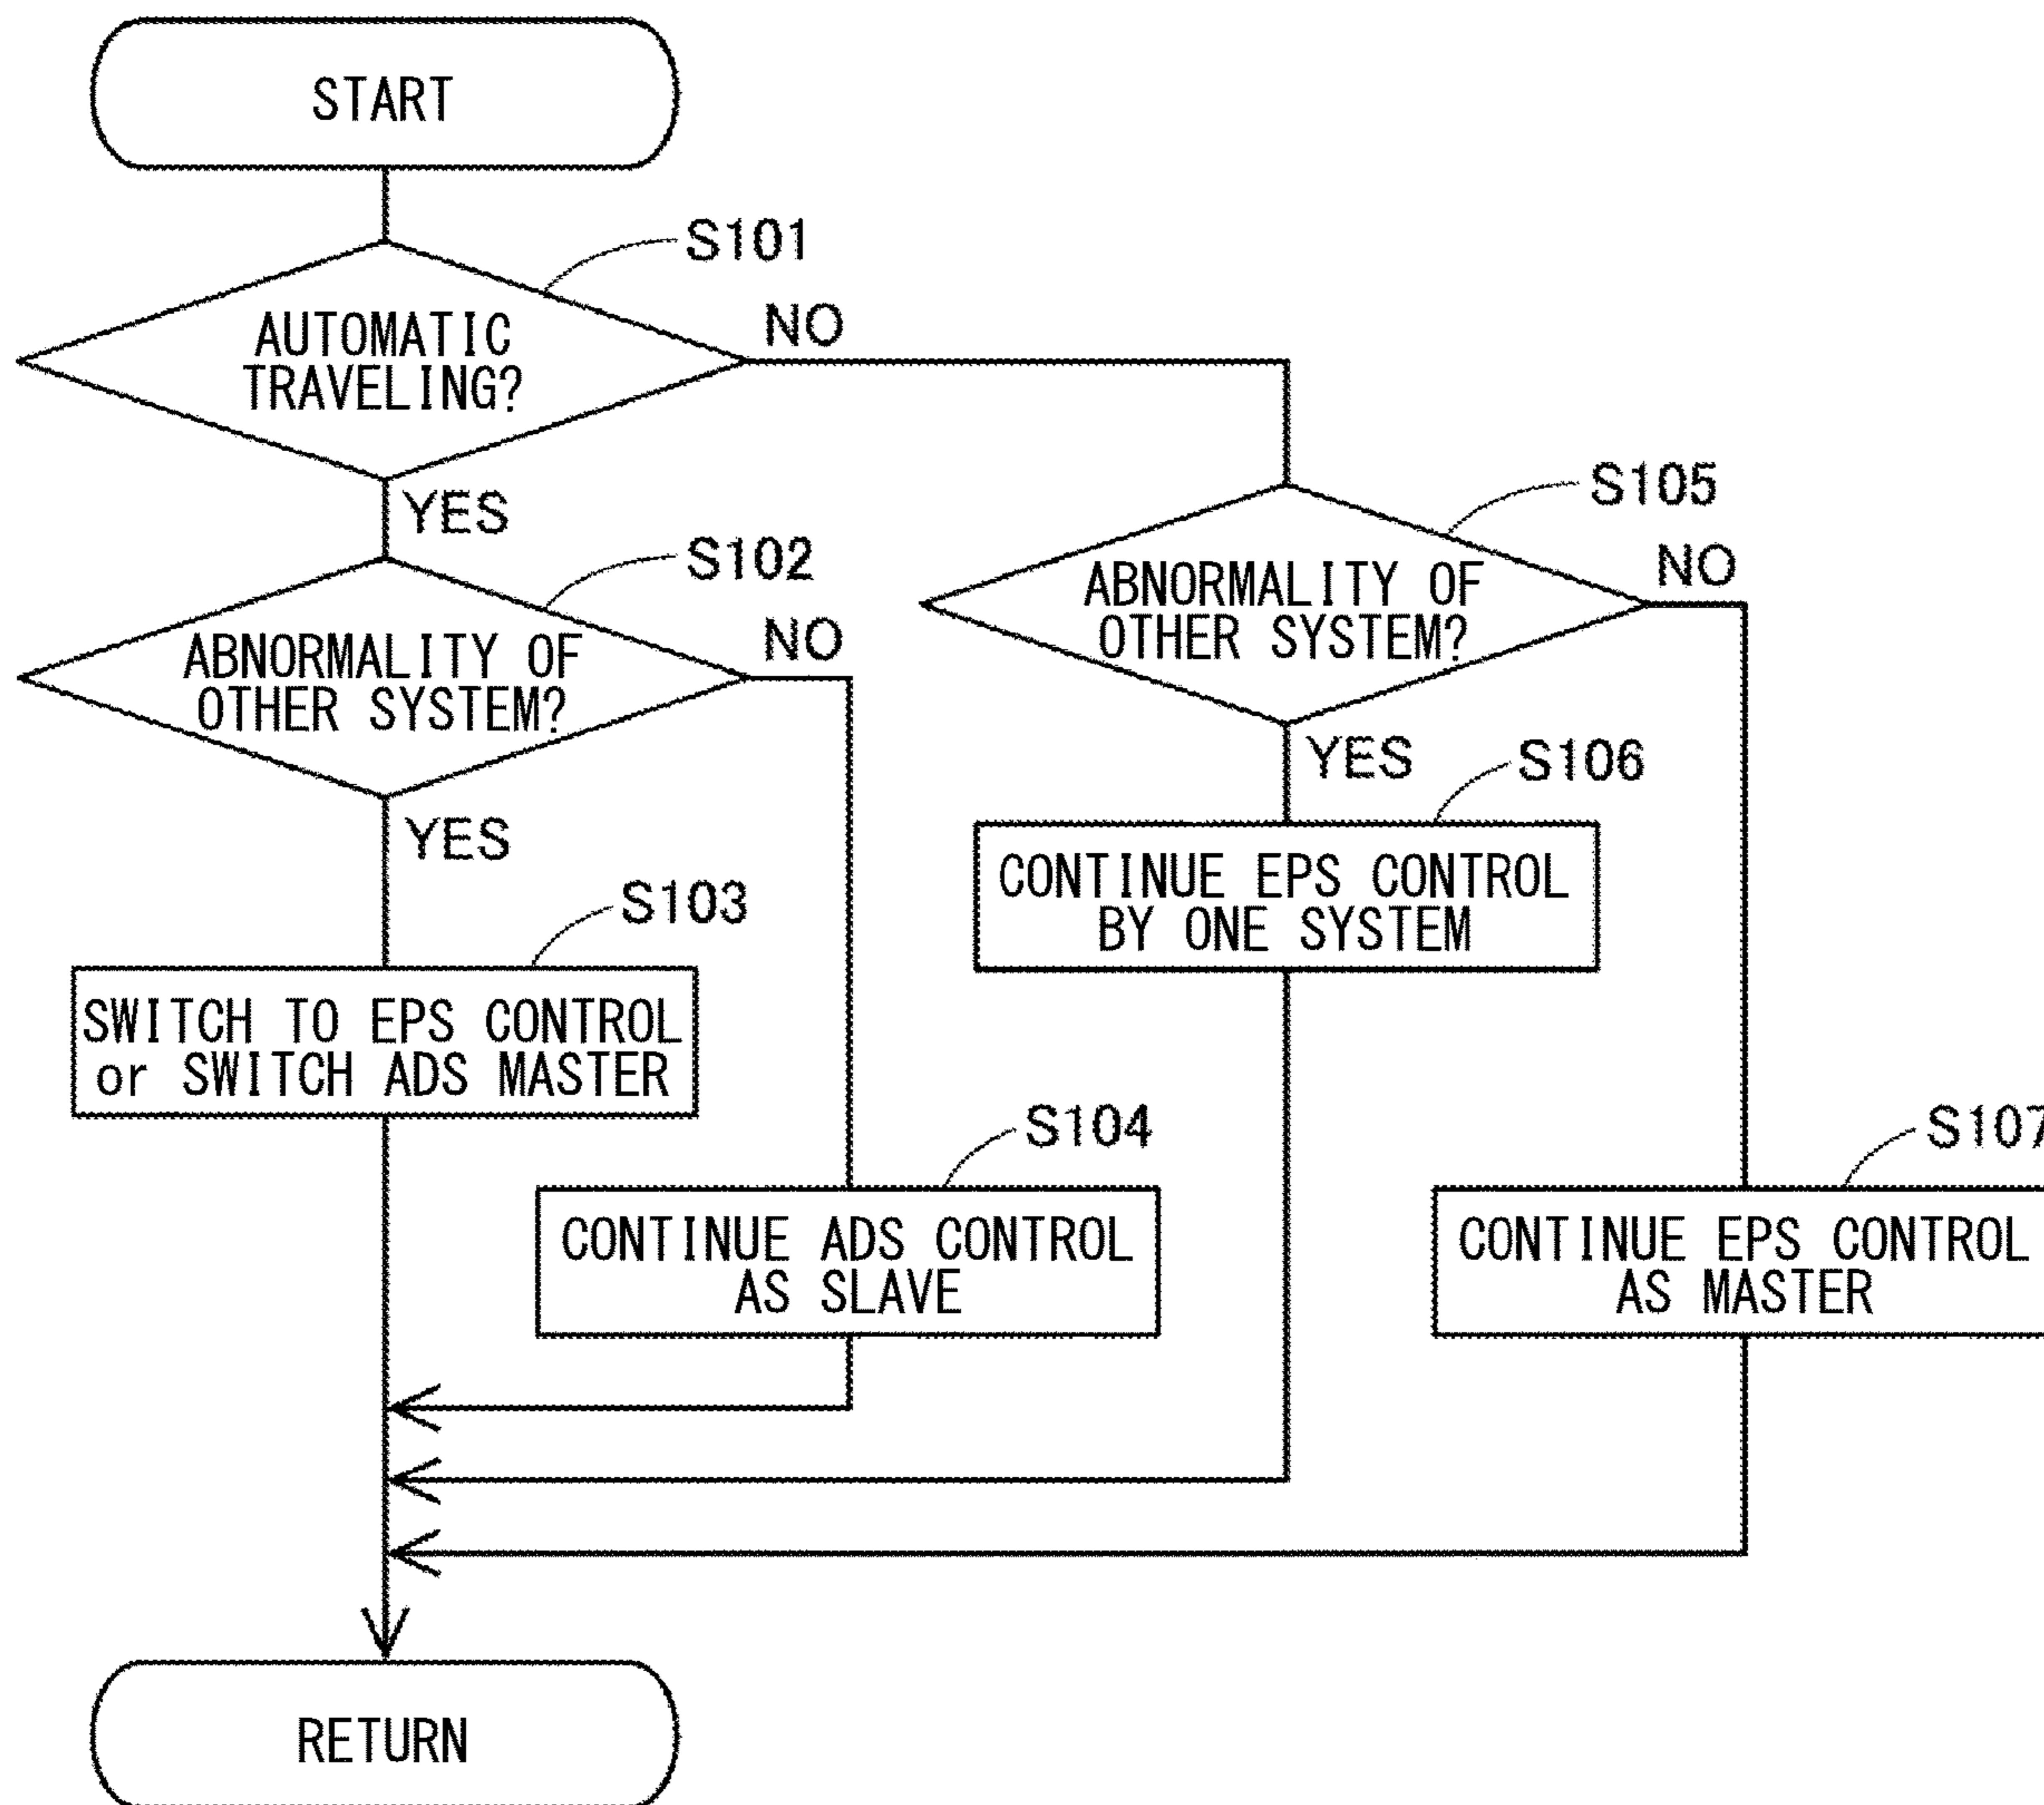 START
S101
AUTOMATIC
TRAVELING?
NO
YES
S102
ABNORMALITY OF
OTHER SYSTEM?
NO
YES
S103
SWITCH TO EPS CONTROL
or SWITCH ADS MASTER
S104
CONTINUE ADS CONTROL
AS SLAVE
S105
ABNORMALITY OF
OTHER SYSTEM?
NO
YES
S106
CONTINUE EPS CONTROL
BY ONE SYSTEM
S107
CONTINUE EPS CONTROL
AS MASTER
RETURN